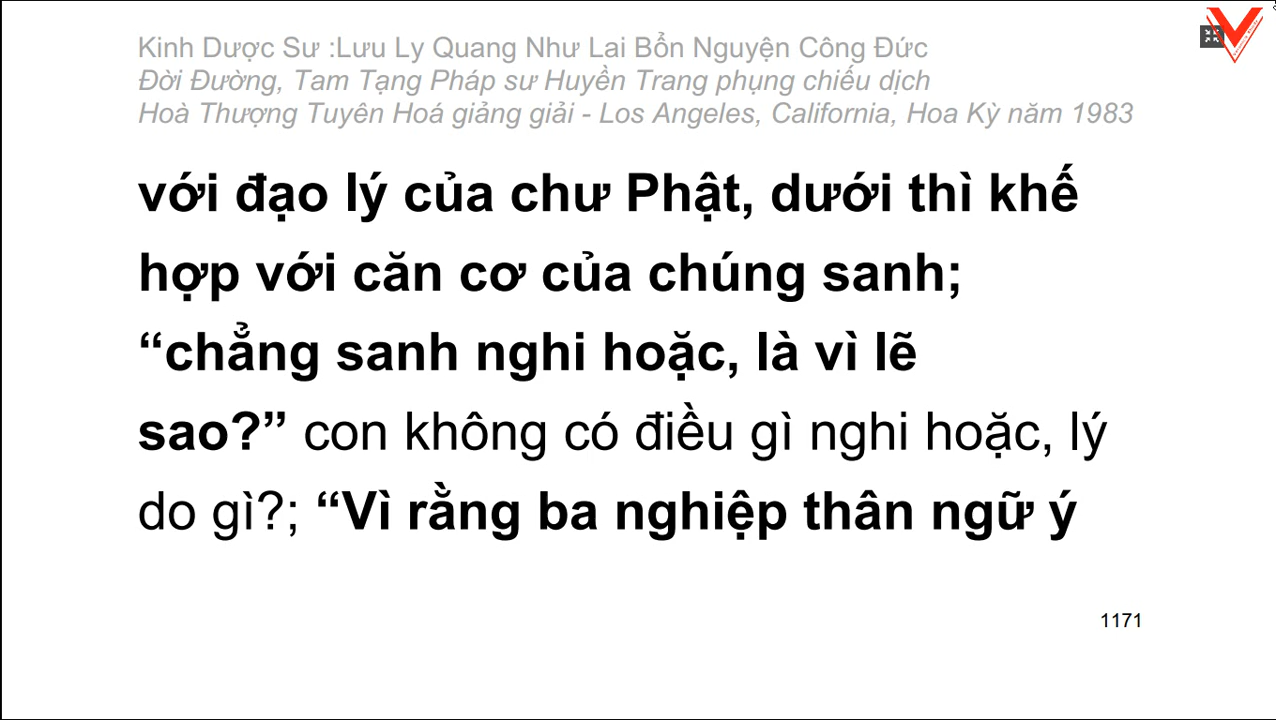 Kinh Dược Sư :Lưu Ly Quang Như Lai Bổn Nguyện Công Đức
Đời Đường, Tam Tạng Pháp sư Huyền Trang phụng chiếu dịch
Hoà Thượng Tuyên Hoá giảng giải - Los Angeles, California, Hoa Kỳ năm 1983
với đạo lý của chư Phật, dưới thì khế
hợp với căn cơ của chúng sanh;
“chẳng sanh nghi hoặc, là vì lẽ
sao?” con không có điều gì nghi hoặc, lý
do gì?; “Vì rằng ba nghiệp thân ngữ ý
1171